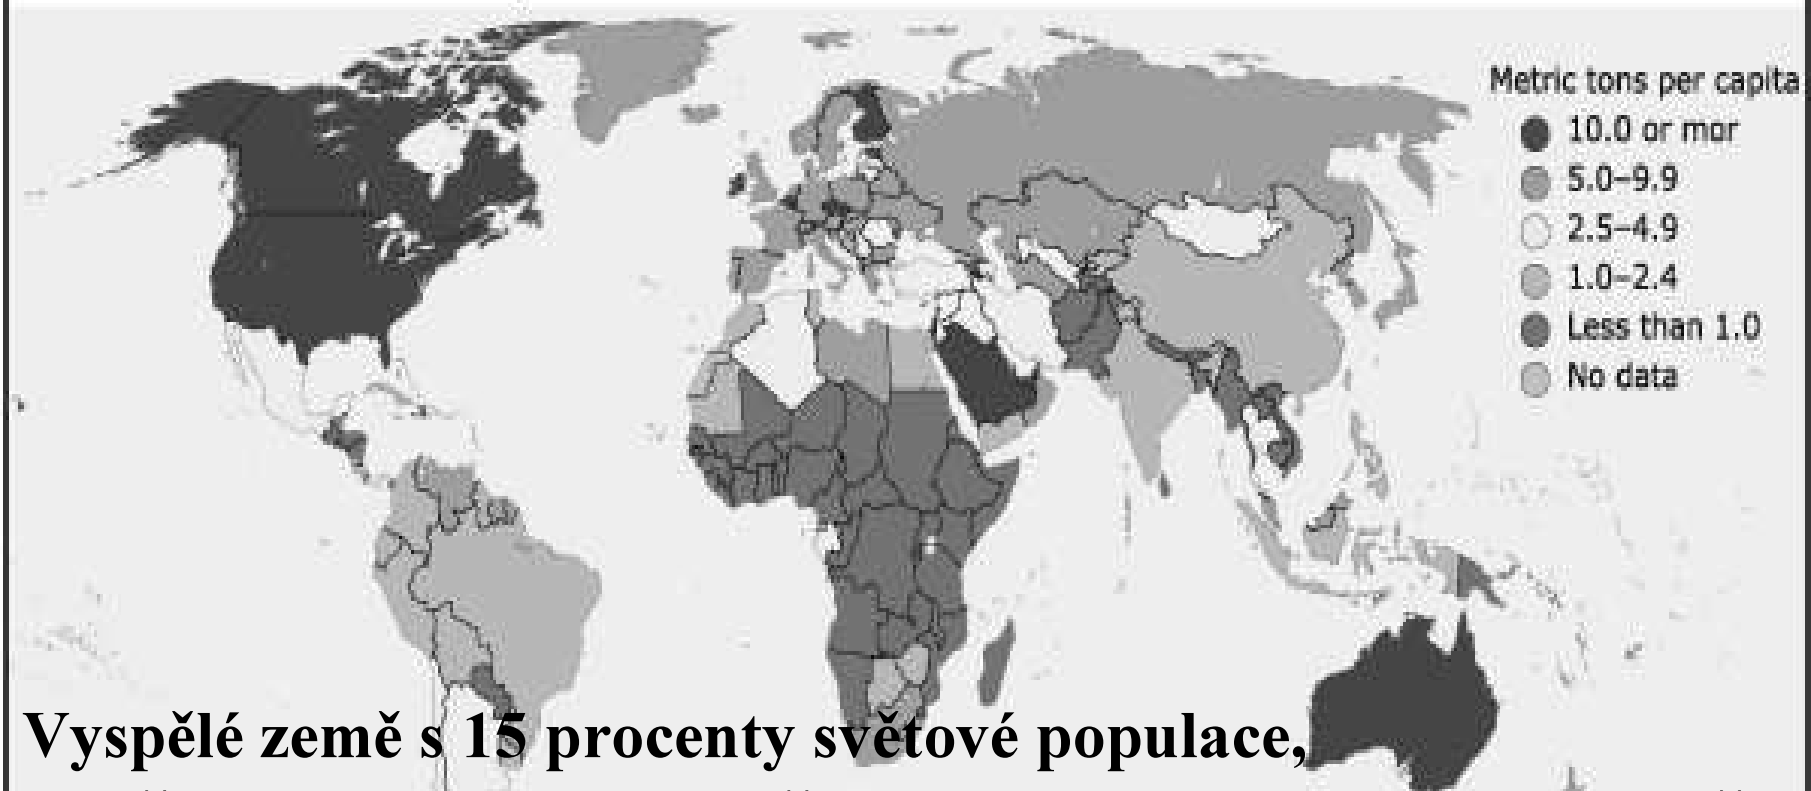 Metric tons per capita
10.0 or mor
5.0–9.9
2.5–4.9
1.0–2.4
Less than 1.0
No data
Vyspělé země s 15 procenty světové populace,